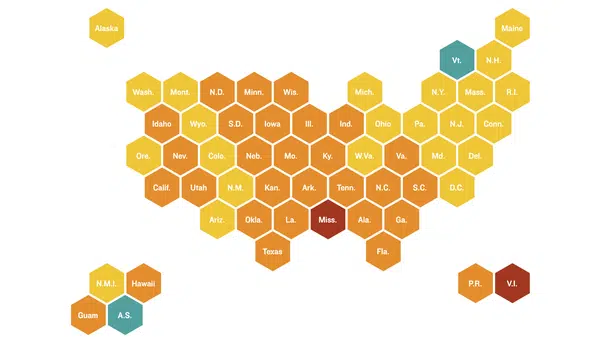 Alaska
Maine
Vt.
N.H.
Wash.
Mont.
N.D.
Minn.
Wis.
Mich.
N.Y.
Mass.
R.I.
Idaho
Wyo.
S.D.
Iowa
Ill.
Ind.
Ohio
Pa.
N.J.
Conn.
Ore.
Nev.
Colo.
Neb.
Mo.
Ky.
W.Va.
Va.
Md.
Del.
Calif.
Utah
N.M.
Kan.
Ark.
Tenn.
N.C.
S.C.
D.C.
Ariz.
Okla.
La.
Miss.
Ala.
Ga.
Texas
Fla.
N.M.I.
Hawaii
P.R.
V.I.
Guam
A.S.